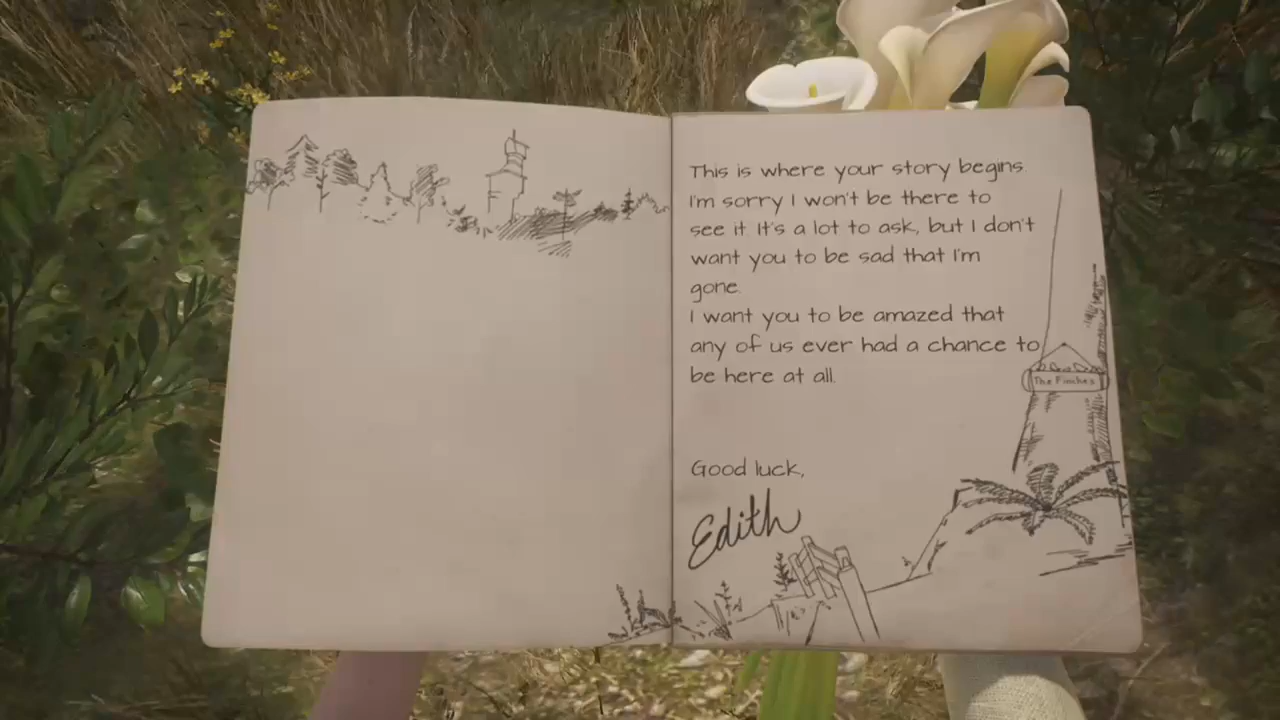 This is where your story begins.
I'm sorry I won't be there to
see it. It's a lot to ask, but I don't
want you to be sad that I'm
gone.
I want you to be amazed that
any of us ever had a chance to
be here at all.
The Finches
Good luck,
Edith